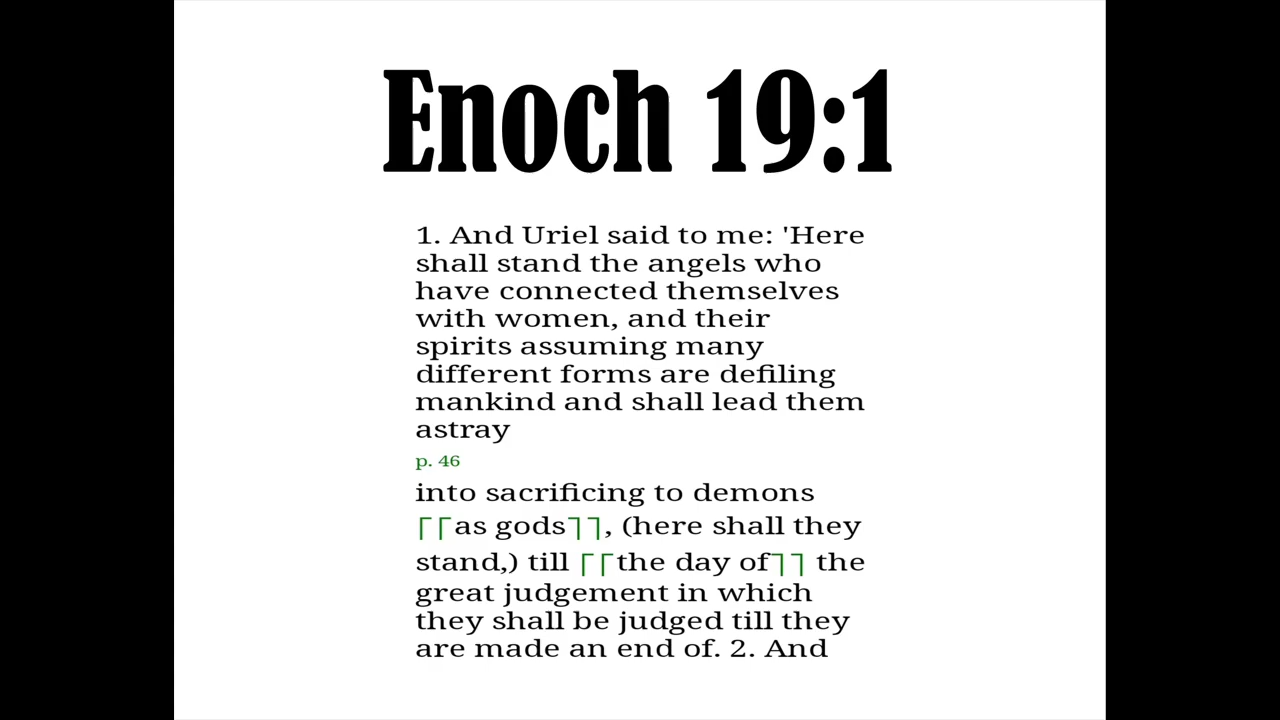 Enoch 19:1
1. And Uriel said to me: 'Here
shall stand the angels who
have connected themselves
with women, and their
spirits assuming many
different forms are defiling
mankind and shall lead them
astray
p. 46
into sacrificing to demons
⌈⌈as gods⌉⌉, (here shall they
stand,) till ⌈⌈the day of⌉⌉ the
great judgement in which
they shall be judged till they
are made an end of. 2. And